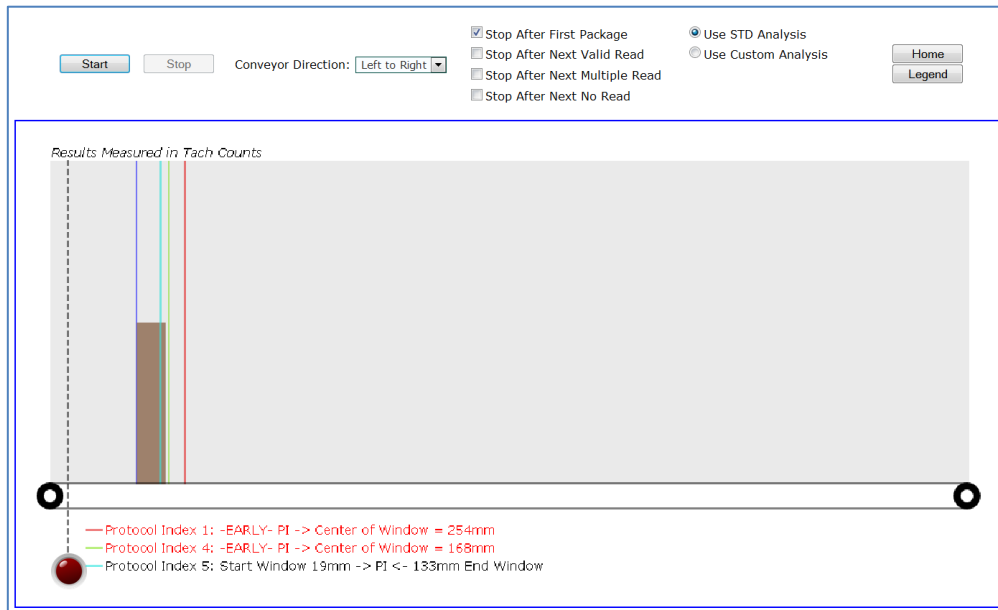 Start
Stop
Conveyor Direction:
Left to Right
Stop After First Package
Stop After Next Valid Read
Stop After Next Multiple Read
Stop After Next No Read
Use STD Analysis
Use Custom Analysis
Home
Legend
Results Measured in Tach Counts
Protocol Index 1: -EARLY- PI -> Center of Window = 254mm
Protocol Index 4: -EARLY- PI -> Center of Window = 168mm
Protocol Index 5: Start Window 19mm -> PI <- 133mm End Window